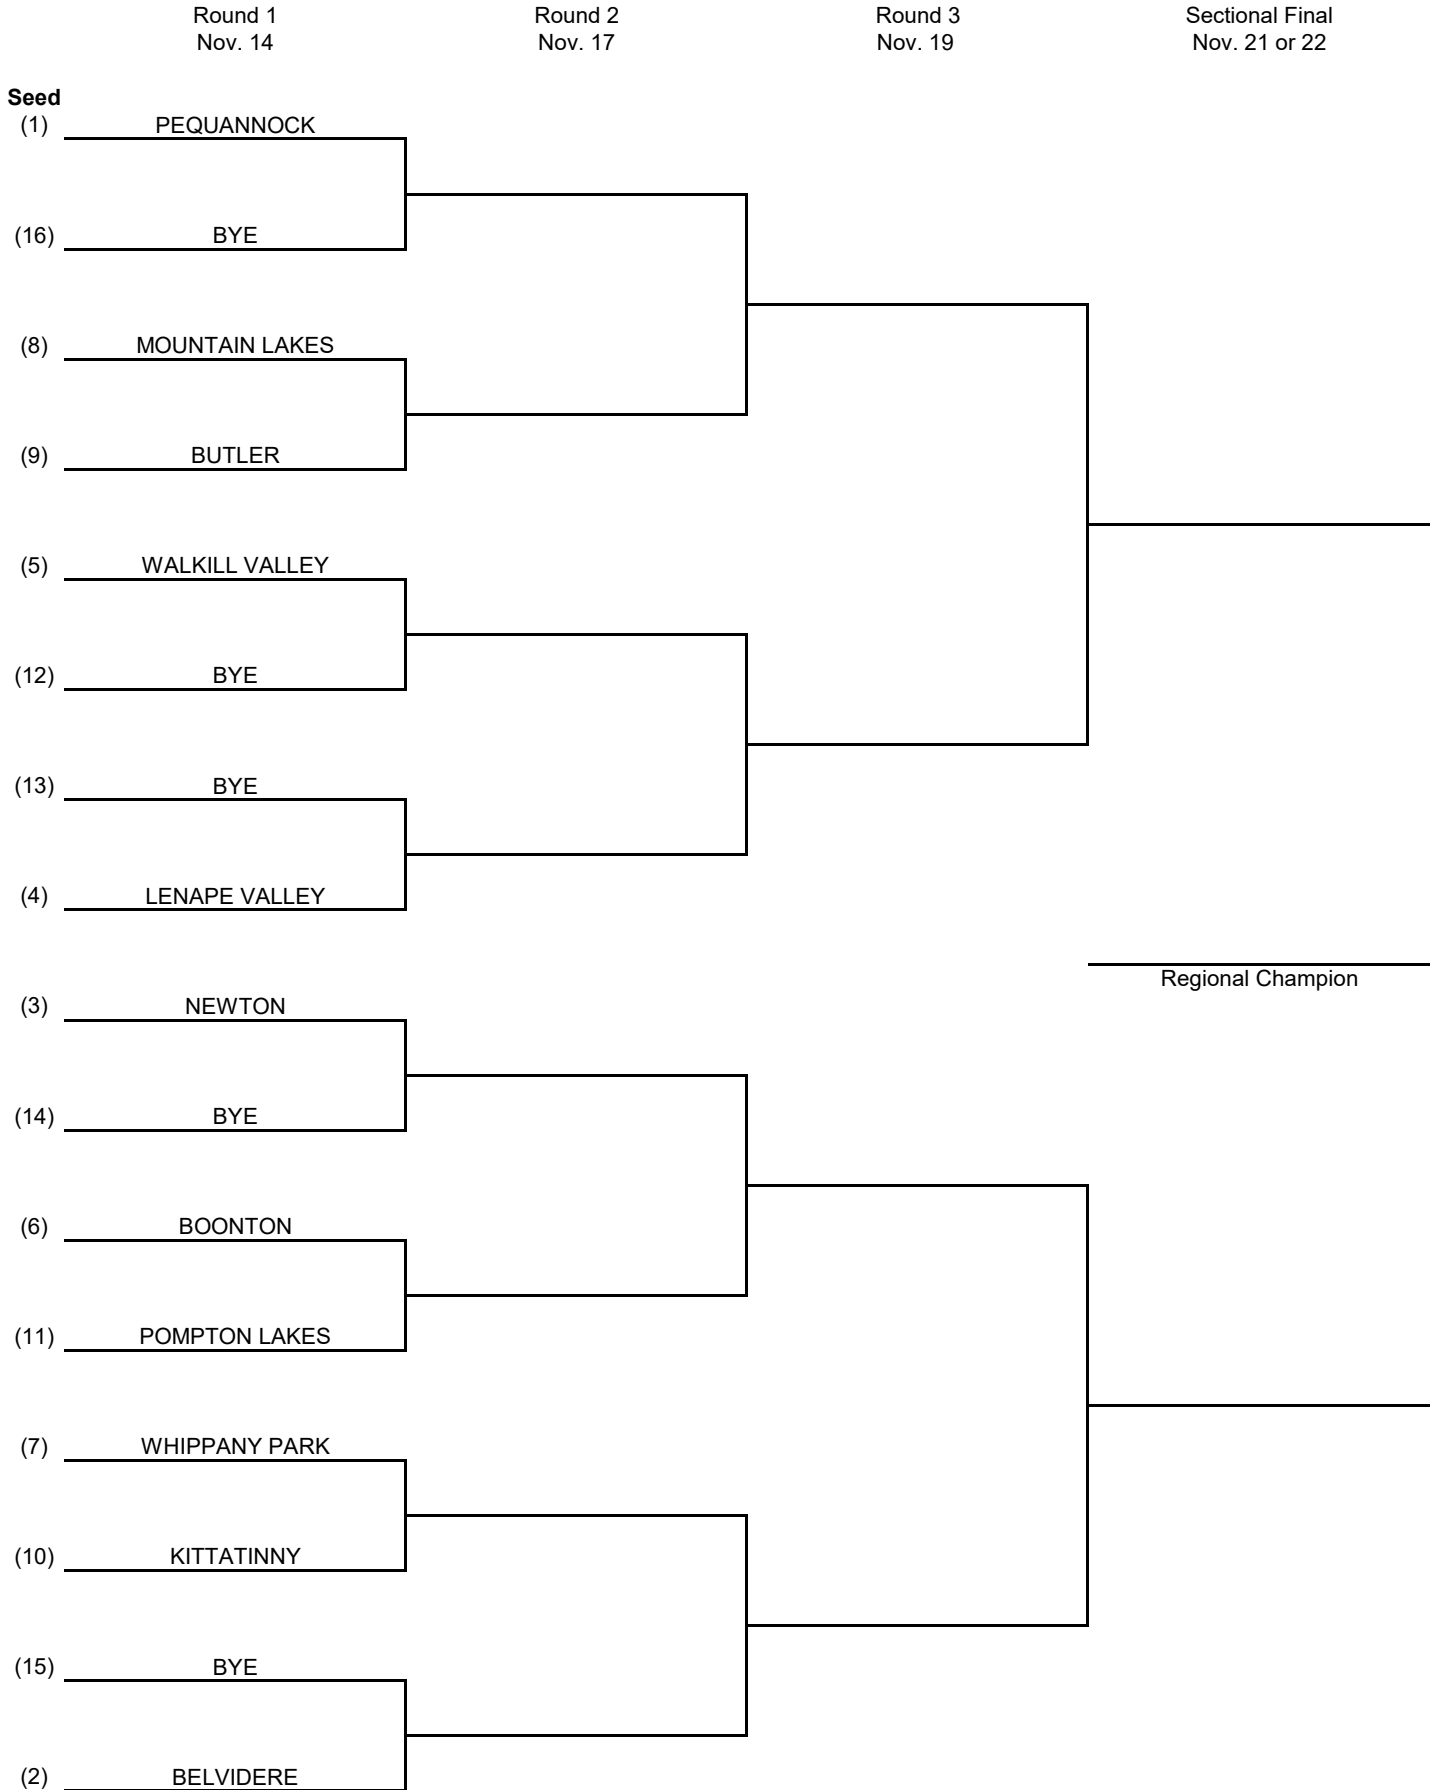 Round 1 Round 2 Round 3 Sectional Final
Nov. 14 Nov. 17 Nov. 19 Nov. 21 or 22
Seed
(1) PEQUANNOCK
(16) BYE
(8) MOUNTAIN LAKES
(9) BUTLER
(5) WALKILL VALLEY
(12) BYE
(13) BYE
(4) LENAPE VALLEY
Regional Champion
(3) NEWTON
(14) BYE
(6) BOONTON
(11) POMPTON LAKES
(7) WHIPPANY PARK
(10) KITTATINNY
(15) BYE
(2) BELVIDERE